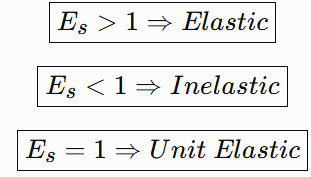 E_s > 1 ⇒ Elastic
E_s < 1 ⇒ Inelastic
E_s = 1 ⇒ Unit Elastic